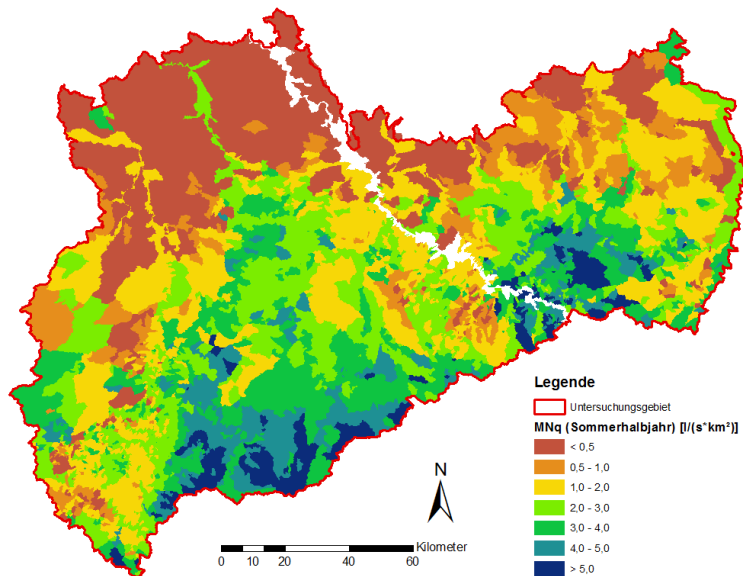 Legende
Untersuchungsgebiet
MNq (Sommerhalbjahr) [l/(s*km²)]
< 0,5
0,5 - 1,0
1,0 - 2,0
2,0 - 3,0
3,0 - 4,0
4,0 - 5,0
> 5,0
N
Kilometer
0 10 20 40 60